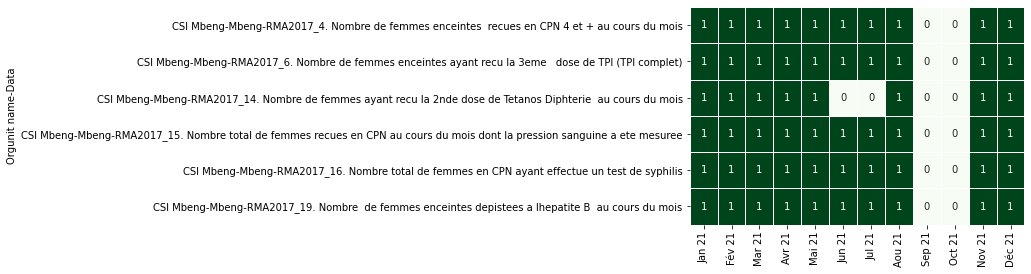 Orgunit name-Data
CSI Mbeng-Mbeng-RMA2017_4. Nombre de femmes enceintes  recues en CPN 4 et + au cours du mois 1 1 1 1 1 1 1 1 0 0 1 1
CSI Mbeng-Mbeng-RMA2017_6. Nombre de femmes enceintes ayant recu la 3eme   dose de TPI (TPI complet) 1 1 1 1 1 1 1 1 0 0 1 1
CSI Mbeng-Mbeng-RMA2017_14. Nombre de femmes ayant recu la 2nde dose de Tetanos Diphterie  au cours du mois 1 1 1 1 1 0 0 1 0 0 1 1
CSI Mbeng-Mbeng-RMA2017_15. Nombre total de femmes recues en CPN au cours du mois dont la pression sanguine a ete mesuree 1 1 1 1 1 1 1 1 0 0 1 1
CSI Mbeng-Mbeng-RMA2017_16. Nombre total de femmes en CPN ayant effectue un test de syphilis 1 1 1 1 1 1 1 1 0 0 1 1
CSI Mbeng-Mbeng-RMA2017_19. Nombre  de femmes enceintes depistees a lhepatite B  au cours du mois 1 1 1 1 1 1 1 1 0 0 1 1
Jan 21 Fév 21 Mar 21 Avr 21 Mai 21 Jun 21 Jul 21 Aou 21 Sep 21 Oct 21 Nov 21 Déc 21